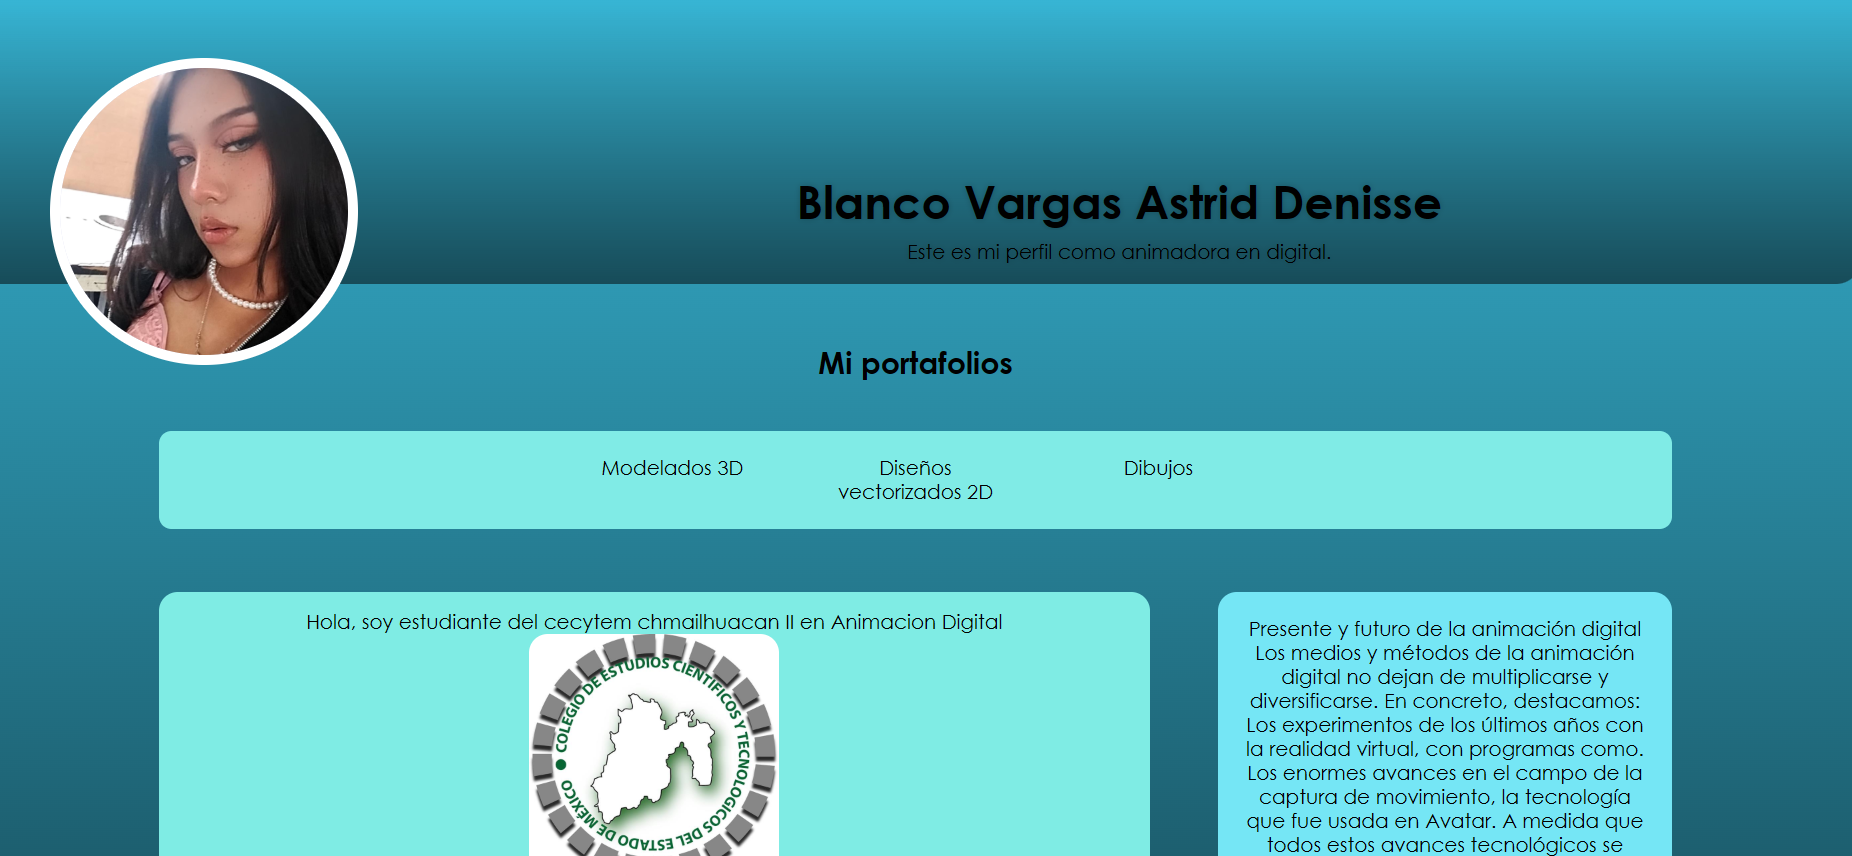 Blanco Vargas Astrid Denisse
Este es mi perfil como animadora en digital.
Mi portafolios
Modelados 3D
Diseños
vectorizados 2D
Dibujos
Hola, soy estudiante del cecytem chmailhuacan II en Animacion Digital
COLEGIO DE ESTUDIOS CIENTÍFICOS Y TECNOLOGICOS DEL ESTADO DE MÉXICO
Presente y futuro de la animación digital
Los medios y métodos de la animación
digital no dejan de multiplicarse y
diversificarse. En concreto, destacamos:
Los experimentos de los últimos años con
la realidad virtual, con programas como.
Los enormes avances en el campo de la
captura de movimiento, la tecnología
que fue usada en Avatar. A medida que
todos estos avances tecnológicos se